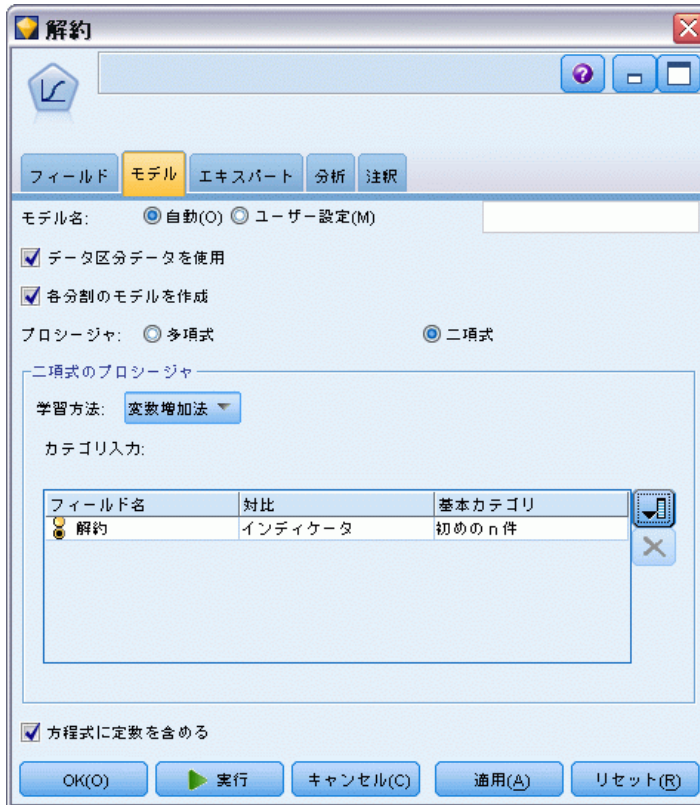 解約
フィールド モデル エキスパート 分析 注釈
モデル名: 自動(O) ユーザー設定(M)
データ区分データを使用
各分割のモデルを作成
プロシージャ: 多項式 二項式
二項式のプロシージャ
学習方法: 変数増加法
カテゴリ入力:
フィールド名 対比 基本カテゴリ
解約 インディケータ 初めのn件
方程式に定数を含める
OK(O) 実行 キャンセル(C) 適用(A) リセット(R)